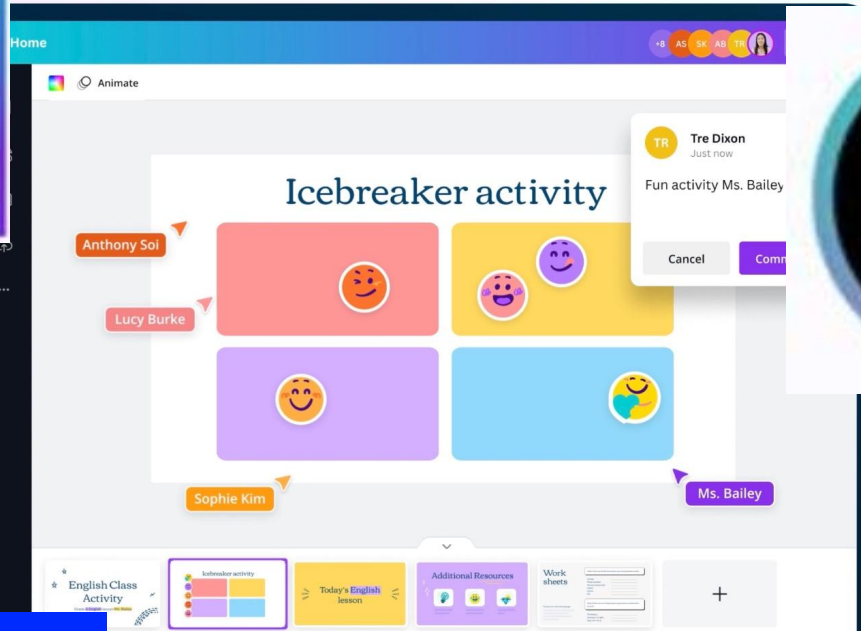 Home
+8 AS SK AB TR
Animate
TR
Tre Dixon
Just now
Fun activity Ms. Bailey
Cancel
Icebreaker activity
Anthony Soi
Lucy Burke
Sophie Kim
Ms. Bailey
English Class
Activity
Icebreaker activity
Today's English
lesson
Additional Resources
Work
sheets